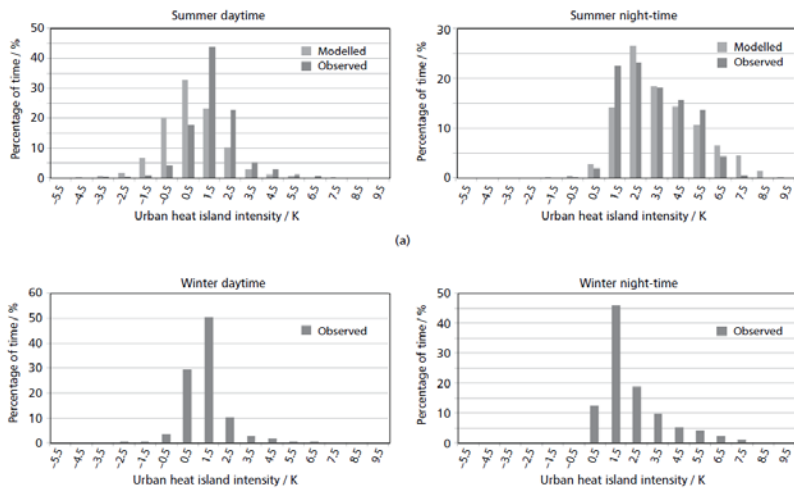 Summer daytime
Percentage of time / %
50
40
30
20
10
0
Modelled
Observed
–5.5 –4.5 –3.5 –2.5 –1.5 –0.5 0.5 1.5 2.5 3.5 4.5 5.5 6.5 7.5 8.5 9.5
Urban heat island intensity / K
Summer night-time
Percentage of time / %
30
20
10
0
Modelled
Observed
–5.5 –4.5 –3.5 –2.5 –1.5 –0.5 0.5 1.5 2.5 3.5 4.5 5.5 6.5 7.5 8.5 9.5
Urban heat island intensity / K
(a)
Winter daytime
Percentage of time / %
60
50
40
30
20
10
0
Observed
–5.5 –4.5 –3.5 –2.5 –1.5 –0.5 0.5 1.5 2.5 3.5 4.5 5.5 6.5 7.5 8.5 9.5
Urban heat island intensity / K
Winter night-time
Percentage of time / %
50
40
30
20
10
0
Observed
–5.5 –4.5 –3.5 –2.5 –1.5 –0.5 0.5 1.5 2.5 3.5 4.5 5.5 6.5 7.5 8.5 9.5
Urban heat island intensity / K